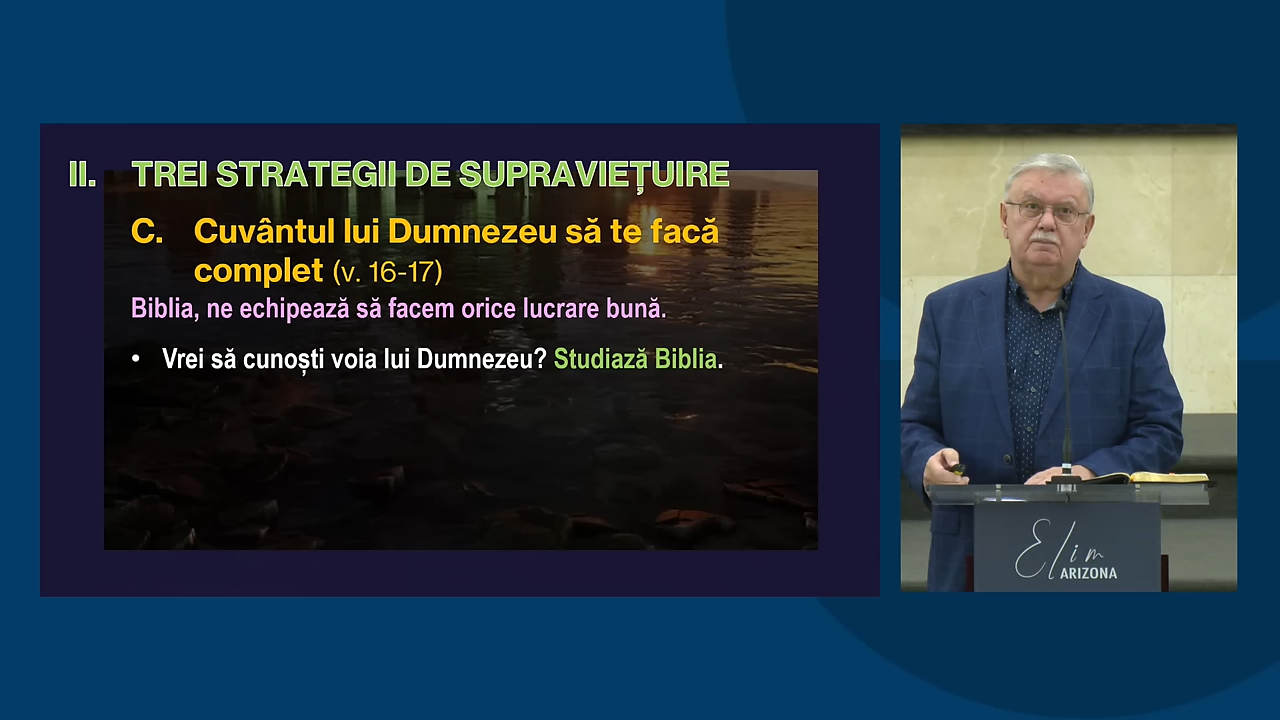 II. TREI STRATEGII DE SUPRAVIEȚUIRE
C. Cuvântul lui Dumnezeu să te facă
complet (v. 16-17)
Biblia, ne echipează să facem orice lucrare bună.
• Vrei să cunoști voia lui Dumnezeu? Studiază Biblia.
Elim
ARIZONA